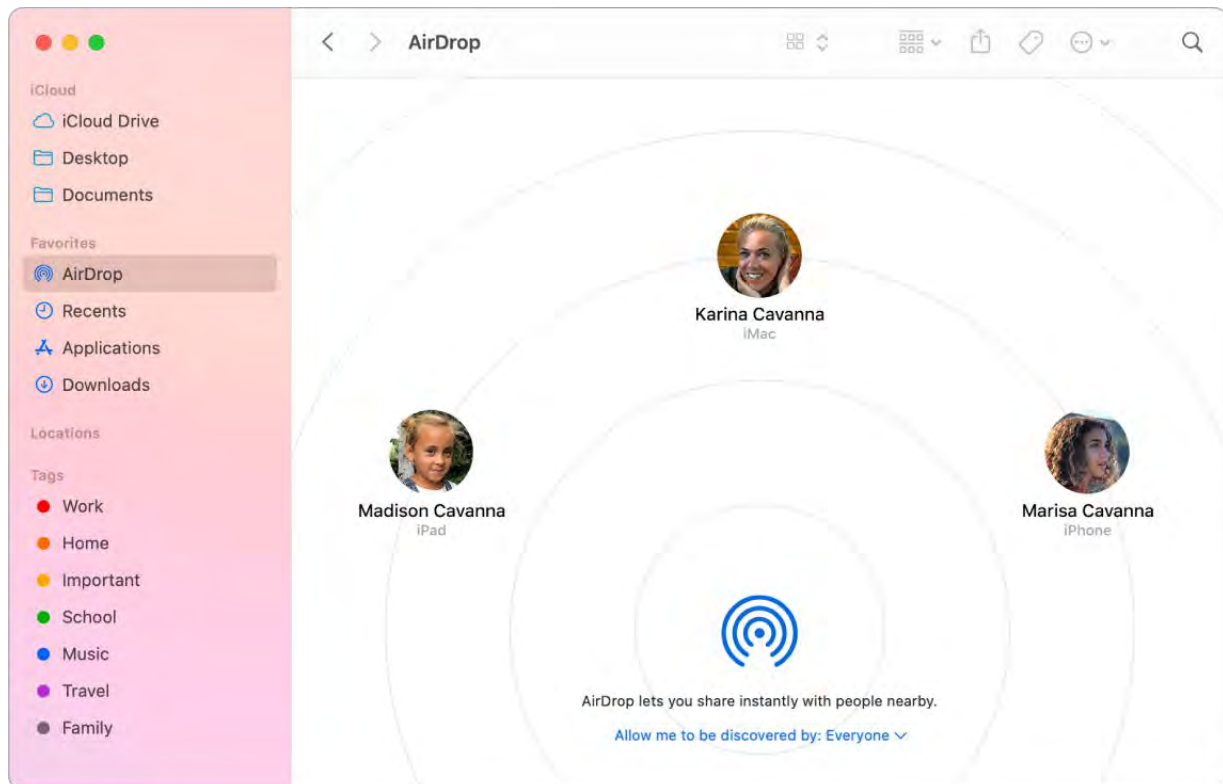 AirDrop
iCloud
iCloud Drive
Desktop
Documents
Favorites
AirDrop
Recents
Applications
Downloads
Locations
Tags
Work
Home
Important
School
Music
Travel
Family
Karina Cavanna
iMac
Madison Cavanna
iPad
Marisa Cavanna
iPhone
AirDrop lets you share instantly with people nearby.
Allow me to be discovered by: Everyone